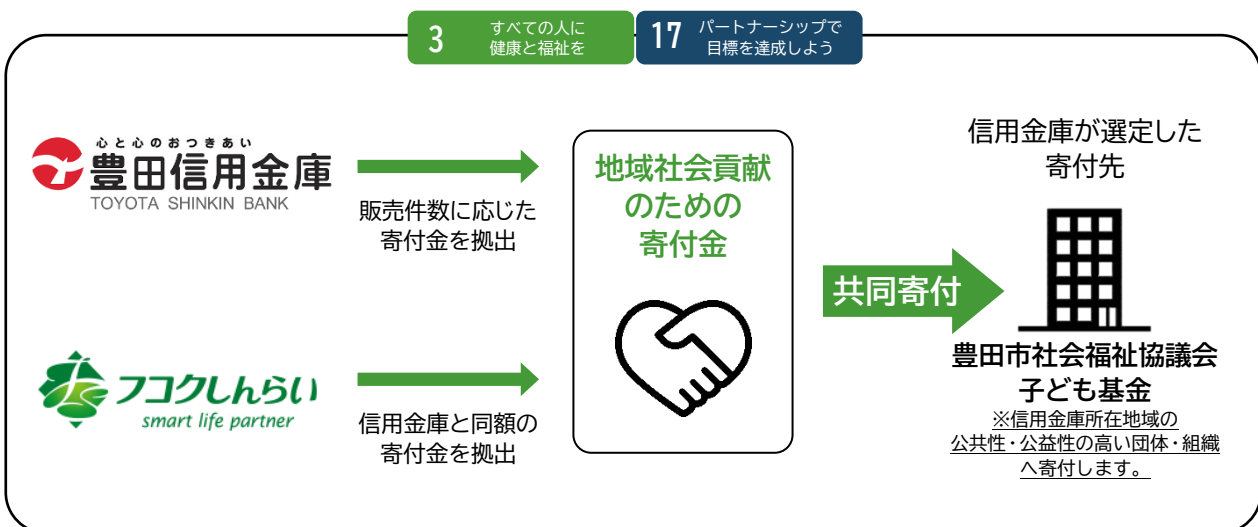 3
すべての人に
健康と福祉を
17
パートナーシップで
目標を達成しよう
心と心のおつきあい
豊田信用金庫
TOYOTA SHINKIN BANK
販売件数に応じた
寄付金を拠出
フコクしんらい
smart life partner
信用金庫と同額の
寄付金を拠出
地域社会貢献
のための
寄付金
共同寄付
信用金庫が選定した
寄付先
豊田市社会福祉協議会
子ども基金
※信用金庫所在地域の
公共性・公益性の高い団体・組織
へ寄付します。